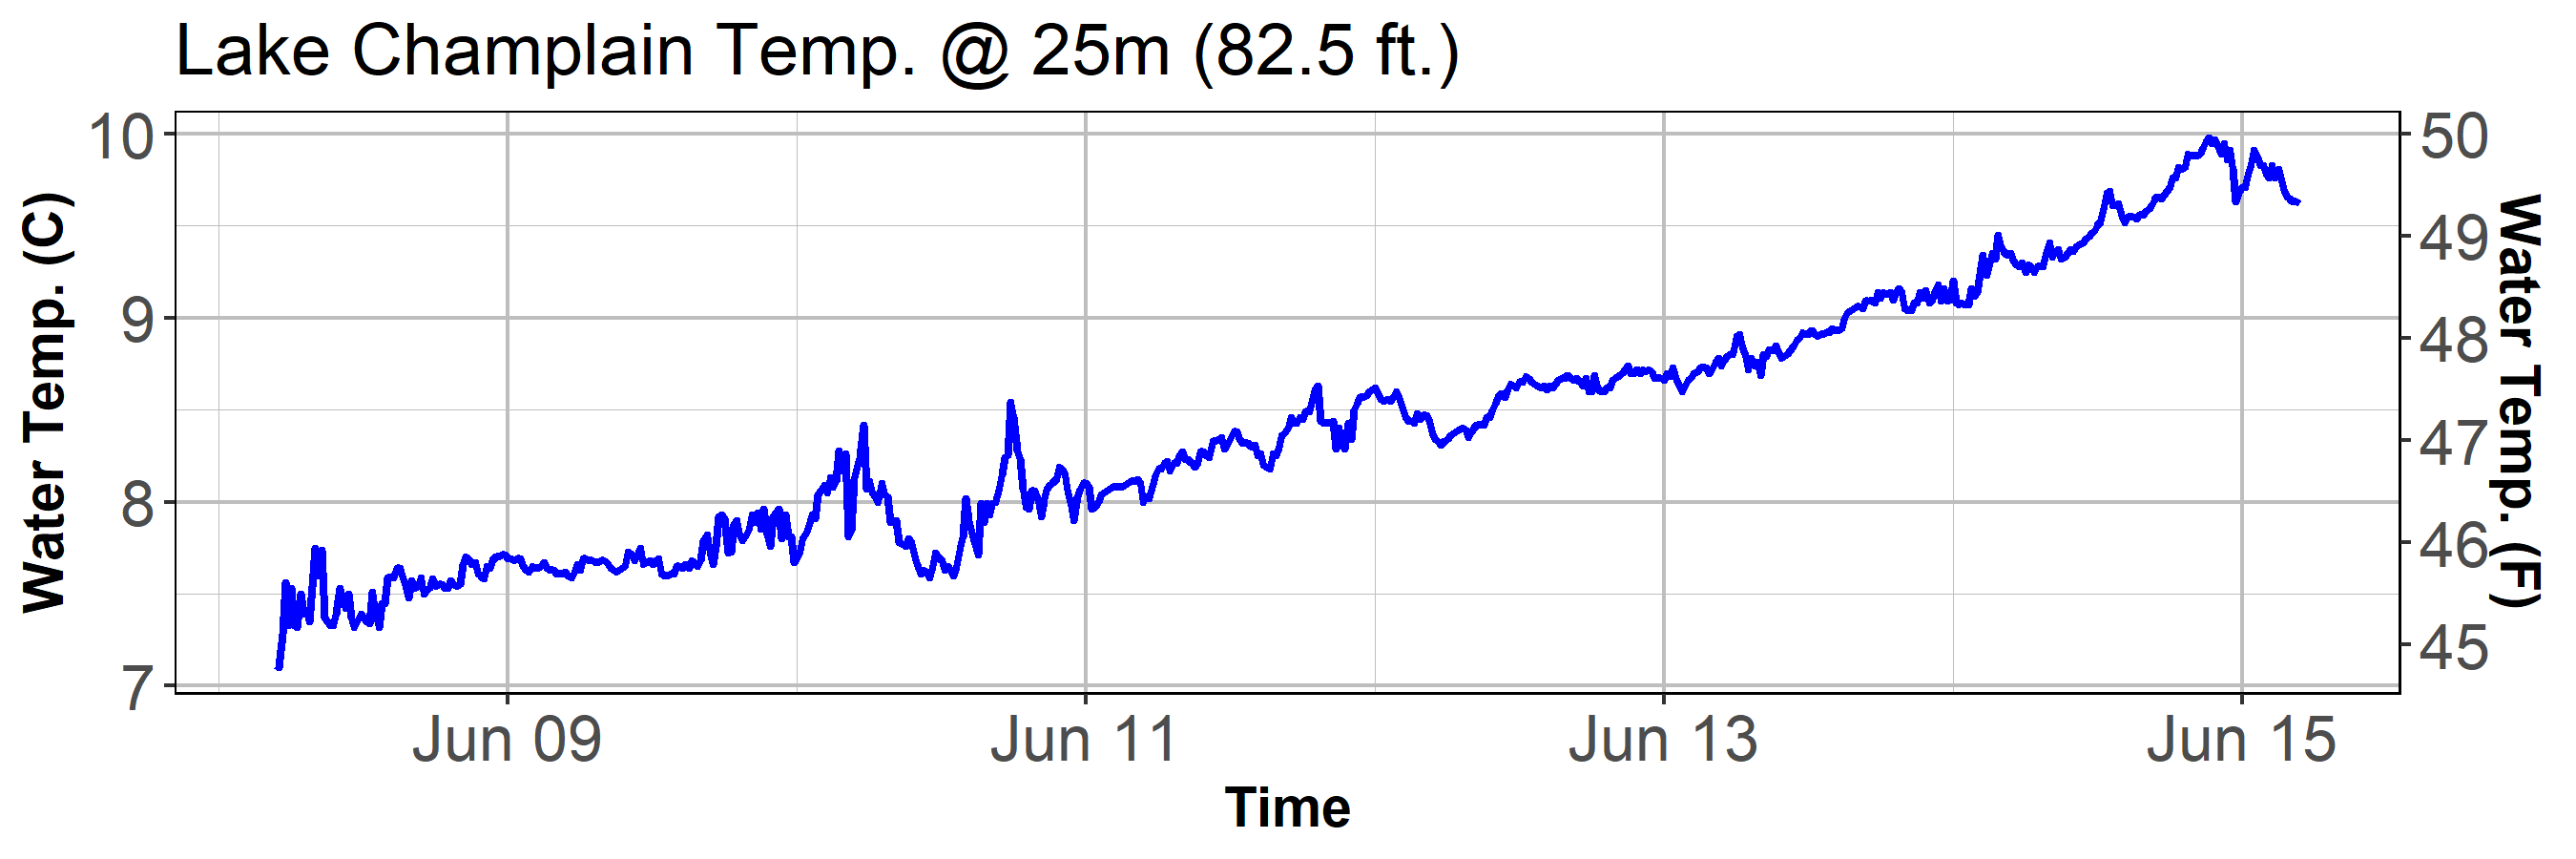 Lake Champlain Temp. @ 25m (82.5 ft.)
Water Temp. (C)
10
9
8
7
50
49
48
47
46
45
Water Temp. (F)
Jun 09 Jun 11 Jun 13 Jun 15
Time